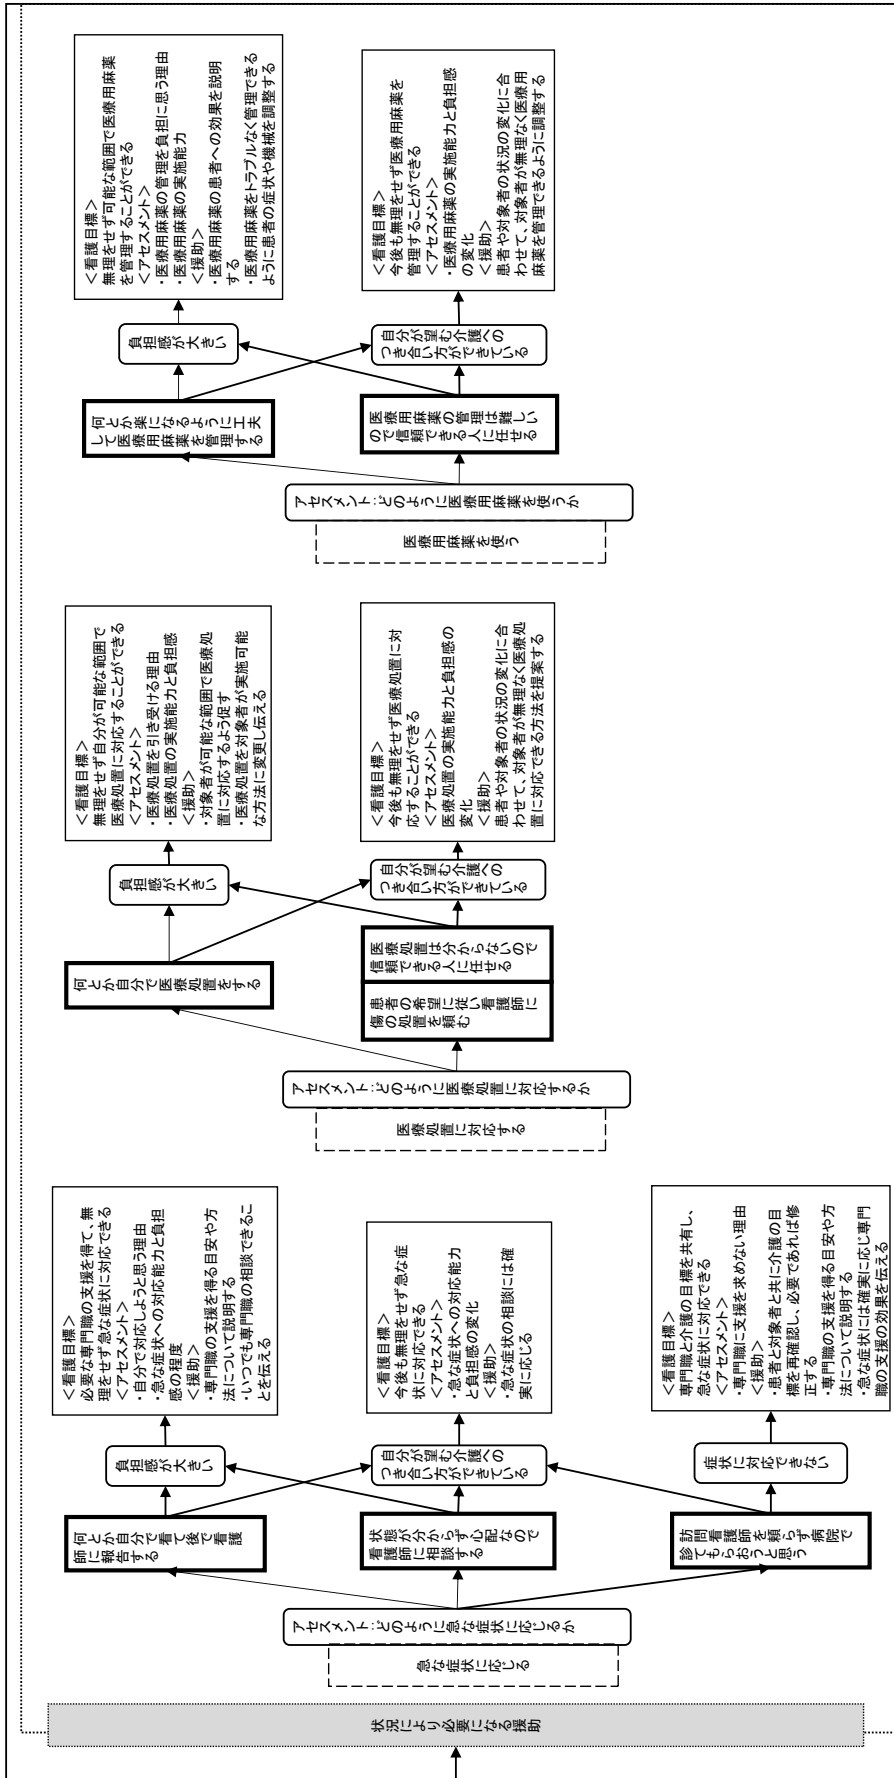 状況により必要になる援助
急な症状に応じる
アセスメント:どのように急な症状に応じるか
何とか自分で看て後で看護
師に報告する
状態が分からず心配なので
看護師に相談する
訪問看護師を頼らず病院で
診てもらおうと思う
負担感が大きい
自分が望む介護への
つき合い方ができている
症状に対応できない
<看護目標>
必要な専門職の支援を得て、無
理をせず急な症状に対応できる
<アセスメント>
・自分で対応しようと思う理由
・急な症状への対応能力と負担
感の程度
<援助>
・専門職の支援を得る目安や方
法について説明する
・いつでも専門職の相談できるこ
とを伝える
<看護目標>
今後も無理をせず急な症
状に対応できる
<アセスメント>
・急な症状への対応能力
と負担感の変化
<援助>
・急な症状の相談には確
実に応じる
<看護目標>
専門職と介護の目標を共有し、
急な症状に対応できる
<アセスメント>
・専門職に支援を求めない理由
<援助>
・患者と対象者と共に介護の目
標を再確認し、必要であれば修
正する
・専門職の支援を得る目安や方
法について説明する
・急な症状には確実に応じ専門
職の支援の効果を伝える
医療処置に対応する
アセスメント:どのように医療処置に対応するか
何とか自分で医療処置をする
患者の希望に従い看護師に
傷の処置を頼む
医療処置は分からないので
信頼できる人に任せる
負担感が大きい
自分が望む介護への
つき合い方ができている
<看護目標>
無理をせず自分が可能な範囲で
医療処置に対応することができる
<アセスメント>
・医療処置を引き受ける理由
・医療処置の実施能力と負担感
<援助>
・対象者が可能な範囲で医療処
置に対応するよう促す
・医療処置を対象者が実施可能
な方法に変更し伝える
<看護目標>
今後も無理をせず医療処置に対
応することができる
<アセスメント>
医療処置の実施能力と負担感の
変化
<援助>
患者や対象者の状況の変化に合
わせて、対象者が無理なく医療処
置に対応できる方法を提案する
医療用麻薬を使う
アセスメント:どのように医療用麻薬を使うか
何とか楽になるように工夫
して医療用麻薬を管理する
医療用麻薬の管理は難しい
ので信頼できる人に任せる
負担感が大きい
自分が望む介護への
つき合い方ができている
<看護目標>
無理をせず可能な範囲で医療用麻薬
を管理することができる
<アセスメント>
・医療用麻薬の管理を負担に思う理由
・医療用麻薬の実施能力
<援助>
・医療用麻薬の患者への効果を説明
する
・医療用麻薬をトラブルなく管理できる
ように患者の症状や機械を調整する
<看護目標>
今後も無理をせず医療用麻薬を
管理することができる
<アセスメント>
・医療用麻薬の実施能力と負担感
の変化
<援助>
患者や対象者の状況の変化に合
わせて、対象者が無理なく医療用
麻薬を管理できるように調整する